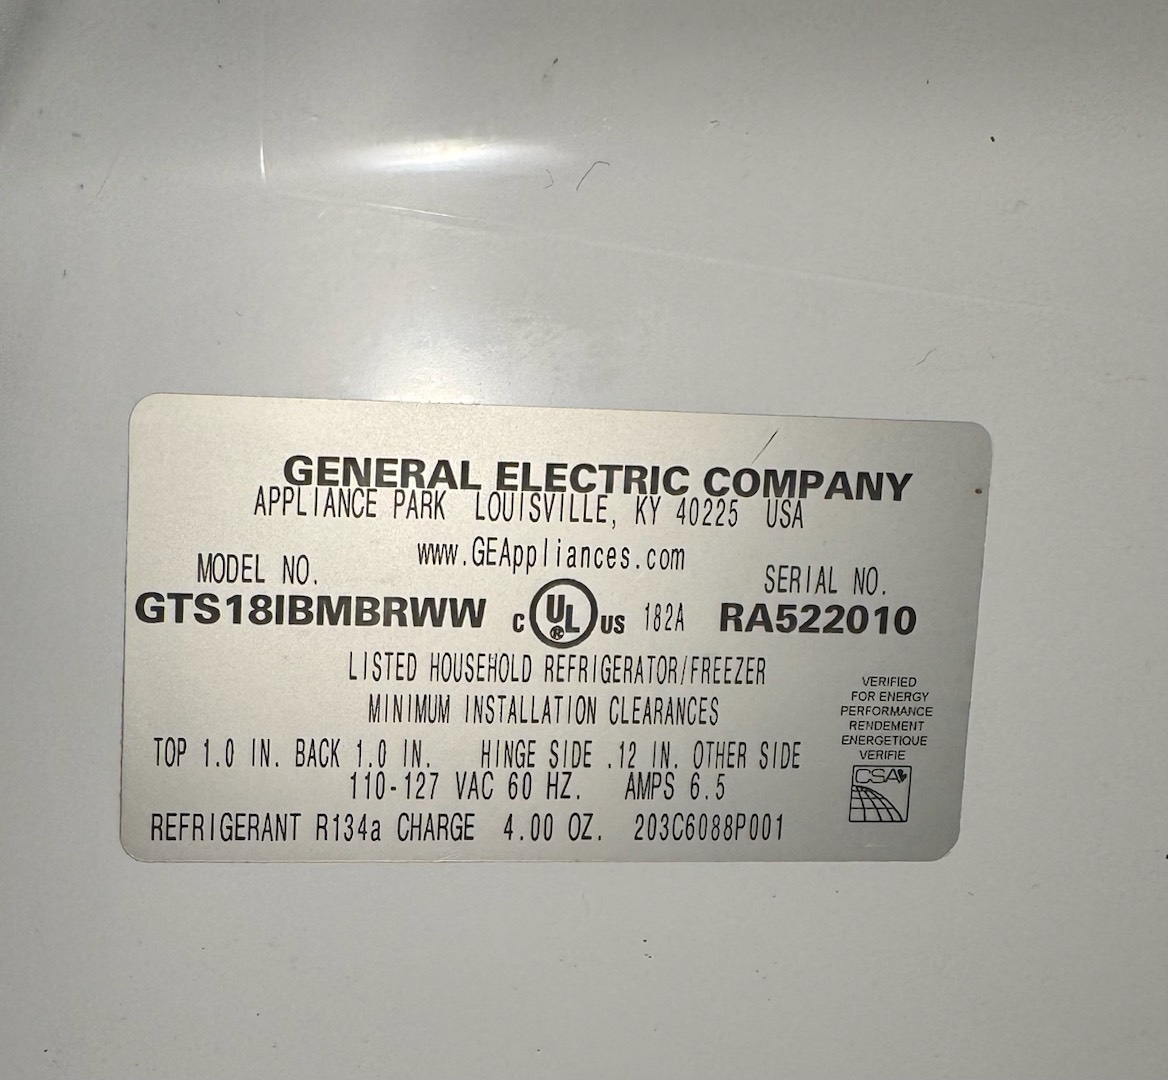 GENERAL ELECTRIC COMPANY
APPLIANCE PARK LOUISVILLE, KY 40225 USA
www.GEAppliances.com
MODEL NO. SERIAL NO.
GTS18IBMBRWW C UL ® US 182A RA522010
LISTED HOUSEHOLD REFRIGERATOR/FREEZER
MINIMUM INSTALLATION CLEARANCES
TOP 1.0 IN. BACK 1.0 IN. HINGE SIDE .12 IN. OTHER SIDE
110-127 VAC 60 HZ. AMPS 6.5
REFRIGERANT R134a CHARGE 4.00 OZ. 203C6088P001
VERIFIED
FOR ENERGY
PERFORMANCE
RENDEMENT
ENERGETIQUE
VERIFIE
CSA